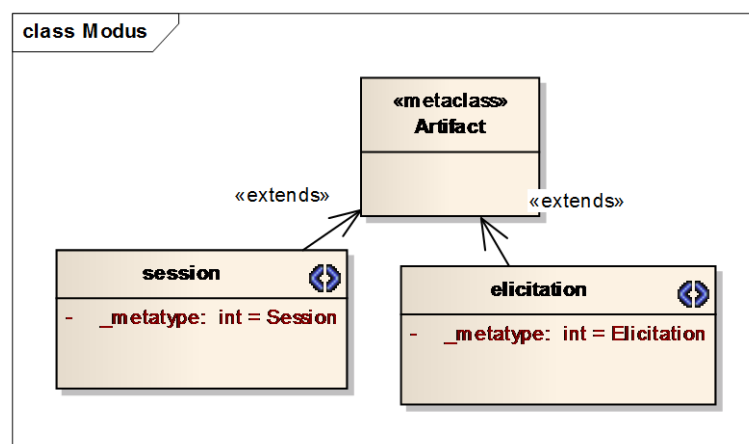 class Modus
«metaclass»
Artifact
«extends»
«extends»
session
- _metatype: int = Session
elicitation
- _metatype: int = Elicitation